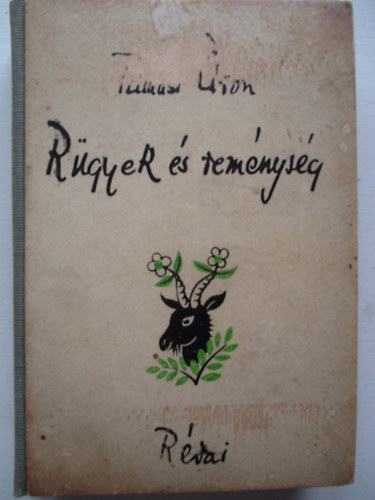 Tamási Áron
Rügyek és reménység
Révai